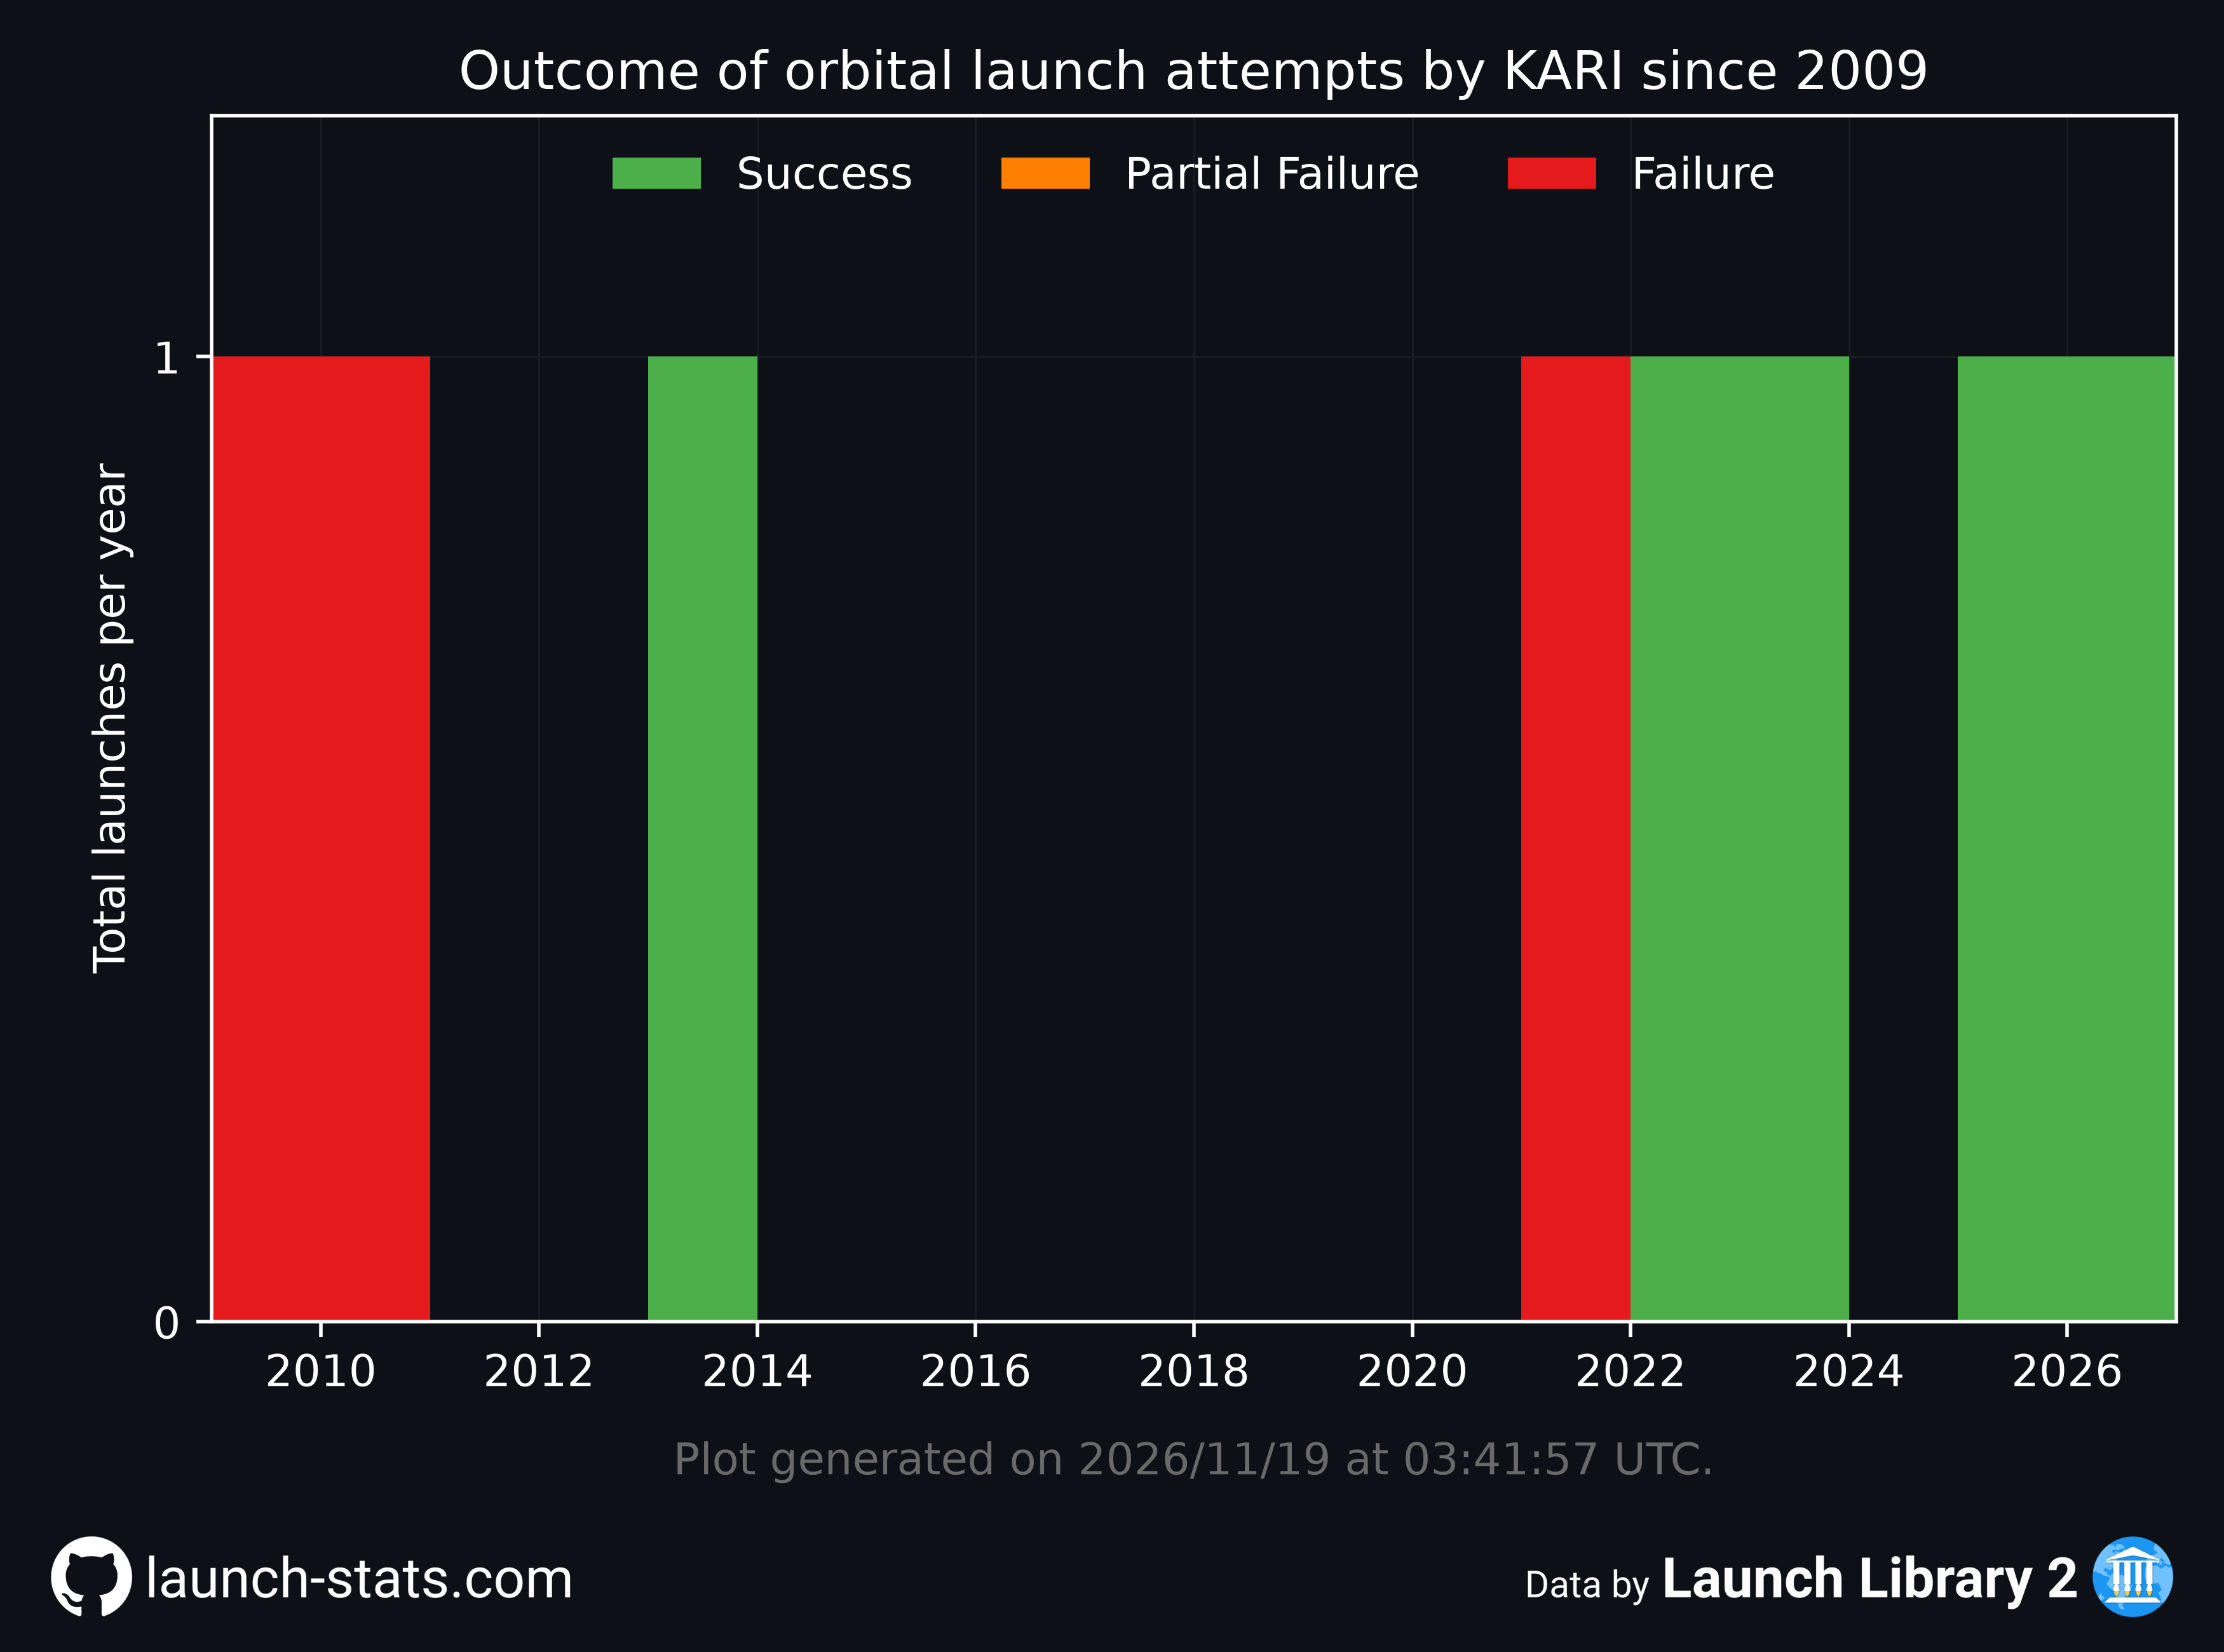 Outcome of orbital launch attempts by KARI since 2009
Success Partial Failure Failure
Total launches per year
1
0
2010 2012 2014 2016 2018 2020 2022 2024 2026
Plot generated on 2026/11/19 at 03:41:57 UTC.
launch-stats.com
Data by Launch Library 2